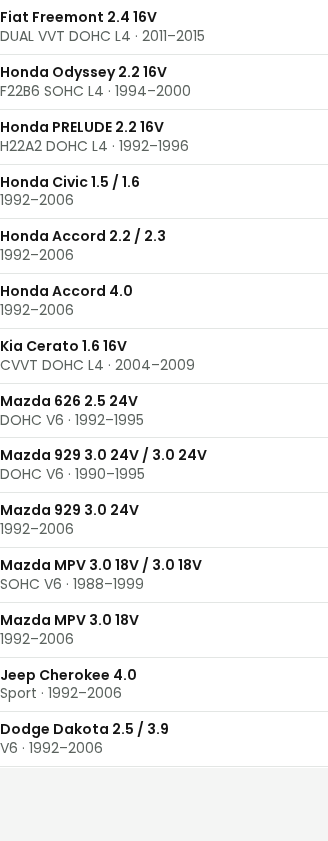 Fiat Freemont 2.4 16V
DUAL VVT DOHC L4 · 2011–2015
Honda Odyssey 2.2 16V
F22B6 SOHC L4 · 1994–2000
Honda PRELUDE 2.2 16V
H22A2 DOHC L4 · 1992–1996
Honda Civic 1.5 / 1.6
1992–2006
Honda Accord 2.2 / 2.3
1992–2006
Honda Accord 4.0
1992–2006
Kia Cerato 1.6 16V
CVVT DOHC L4 · 2004–2009
Mazda 626 2.5 24V
DOHC V6 · 1992–1995
Mazda 929 3.0 24V / 3.0 24V
DOHC V6 · 1990–1995
Mazda 929 3.0 24V
1992–2006
Mazda MPV 3.0 18V / 3.0 18V
SOHC V6 · 1988–1999
Mazda MPV 3.0 18V
1992–2006
Jeep Cherokee 4.0
Sport · 1992–2006
Dodge Dakota 2.5 / 3.9
V6 · 1992–2006